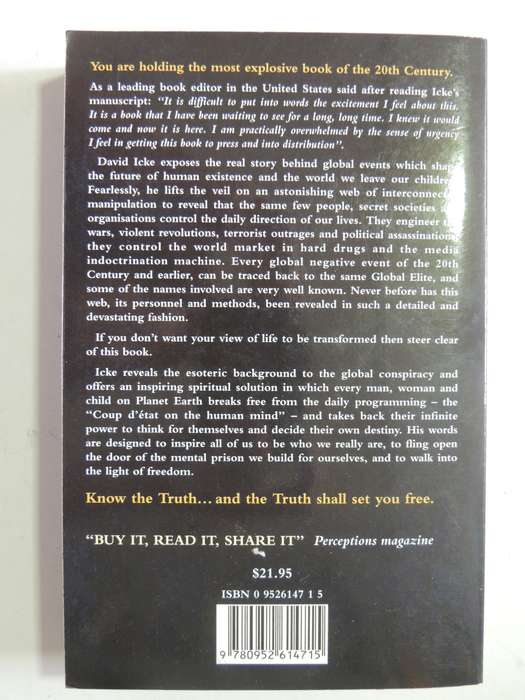 You are holding the most explosive book of the 20th Century.
As a leading book editor in the United States said after reading Icke's
manuscript: "It is difficult to put into words the excitement I feel about this.
It is a book that I have been waiting to see for a long, long time. I knew it would
come and now it is here. I am practically overwhelmed by the sense of urgency
I feel in getting this book to press and into distribution".
David Icke exposes the real story behind global events which shape
the future of human existence and the world we leave our children.
Fearlessly, he lifts the veil on an astonishing web of interconnected
manipulation to reveal that the same few people, secret societies
organisations control the daily direction of our lives. They engineer
wars, violent revolutions, terrorist outrages and political assassinations;
they control the world market in hard drugs and the media
indoctrination machine. Every global negative event of the 20th
Century and earlier, can be traced back to the same Global Elite, and
some of the names involved are very well known. Never before has this
web, its personnel and methods, been revealed in such a detailed and
devastating fashion.
If you don't want your view of life to be transformed then steer clear
of this book.
Icke reveals the esoteric background to the global conspiracy and
offers an inspiring spiritual solution in which every man, woman and
child on Planet Earth breaks free from the daily programming – the
"Coup d'état on the human mind" – and takes back their infinite
power to think for themselves and decide their own destiny. His words
are designed to inspire all of us to be who we really are, to fling open
the door of the mental prison we build for ourselves, and to walk into
the light of freedom.
Know the Truth... and the Truth shall set you free.
"BUY IT, READ IT, SHARE IT" Perceptions magazine
$21.95
ISBN 0 9526147 1 5
9 780952 614715